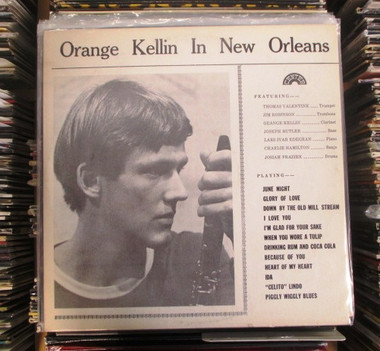 Orange Kellin In New Orleans
FEATURING—
THOMAS VALENTINE ... Trumpet
JIM ROBINSON ... Trombone
ORANGE KELLIN ... Clarinet
JOSEPH BUTLER ... Bass
LARS IVAR EDEGRAN ... Piano
CHARLIE HAMILTON ... Banjo
JOSIAH FRAZIER ... Drums
PLAYING—
JUNE NIGHT
GLORY OF LOVE
DOWN BY THE OLD MILL STREAM
I LOVE YOU
I'M GLAD FOR YOUR SAKE
WHEN YOU WORE A TULIP
DRINKING RUM AND COCA COLA
BECAUSE OF YOU
HEART OF MY HEART
IDA
"CELITO" LINDO
PIGGLY WIGGLY BLUES